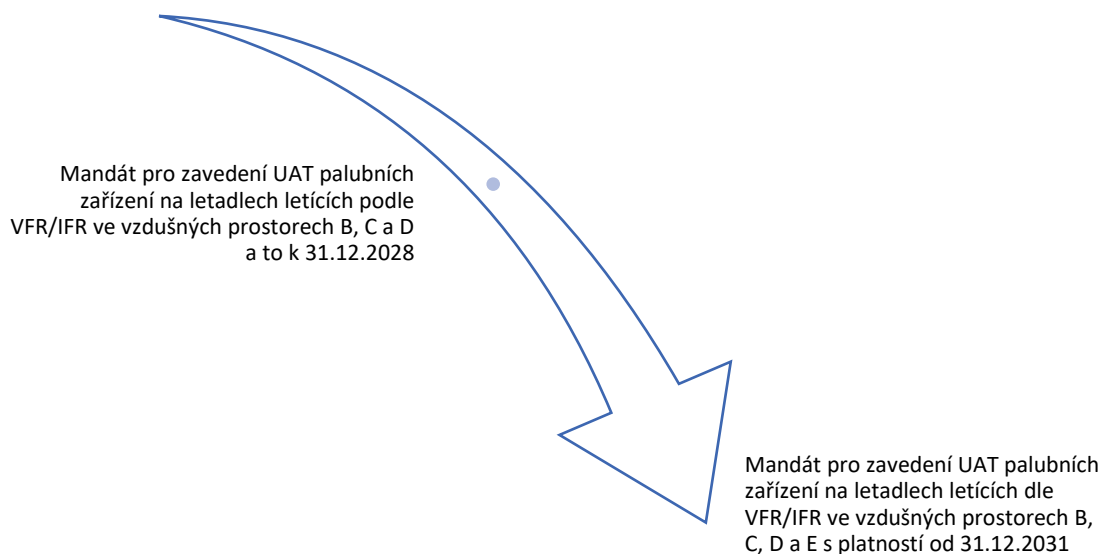 Mandát pro zavedení UAT palubních
zařízení na letadlech letících podle
VFR/IFR ve vzdušných prostorech B, C a D
a to k 31.12.2028
Mandát pro zavedení UAT palubních
zařízení na letadlech letících dle
VFR/IFR ve vzdušných prostorech B,
C, D a E s platností od 31.12.2031